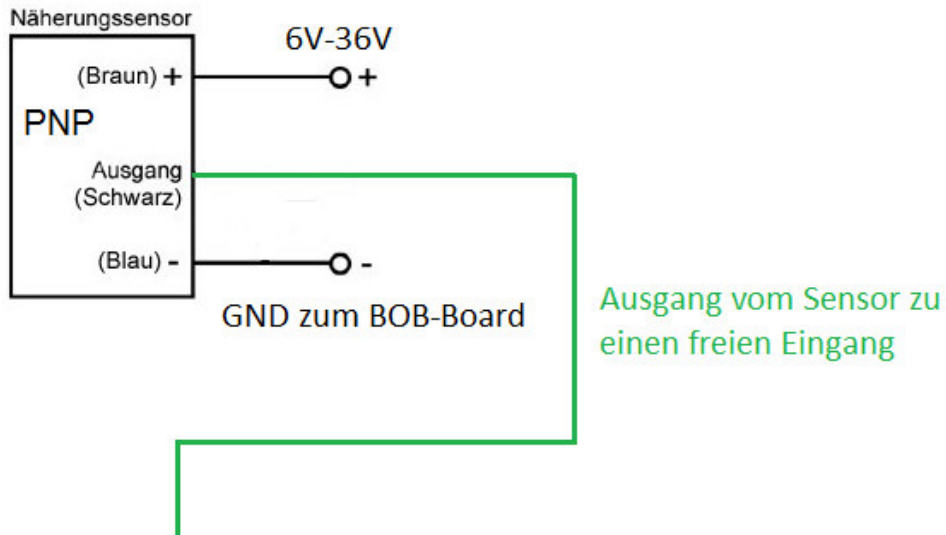 Näherungssensor
6V-36V
(Braun) +
+
PNP
Ausgang
(Schwarz)
(Blau) -
-
GND zum BOB-Board
Ausgang vom Sensor zu
einen freien Eingang